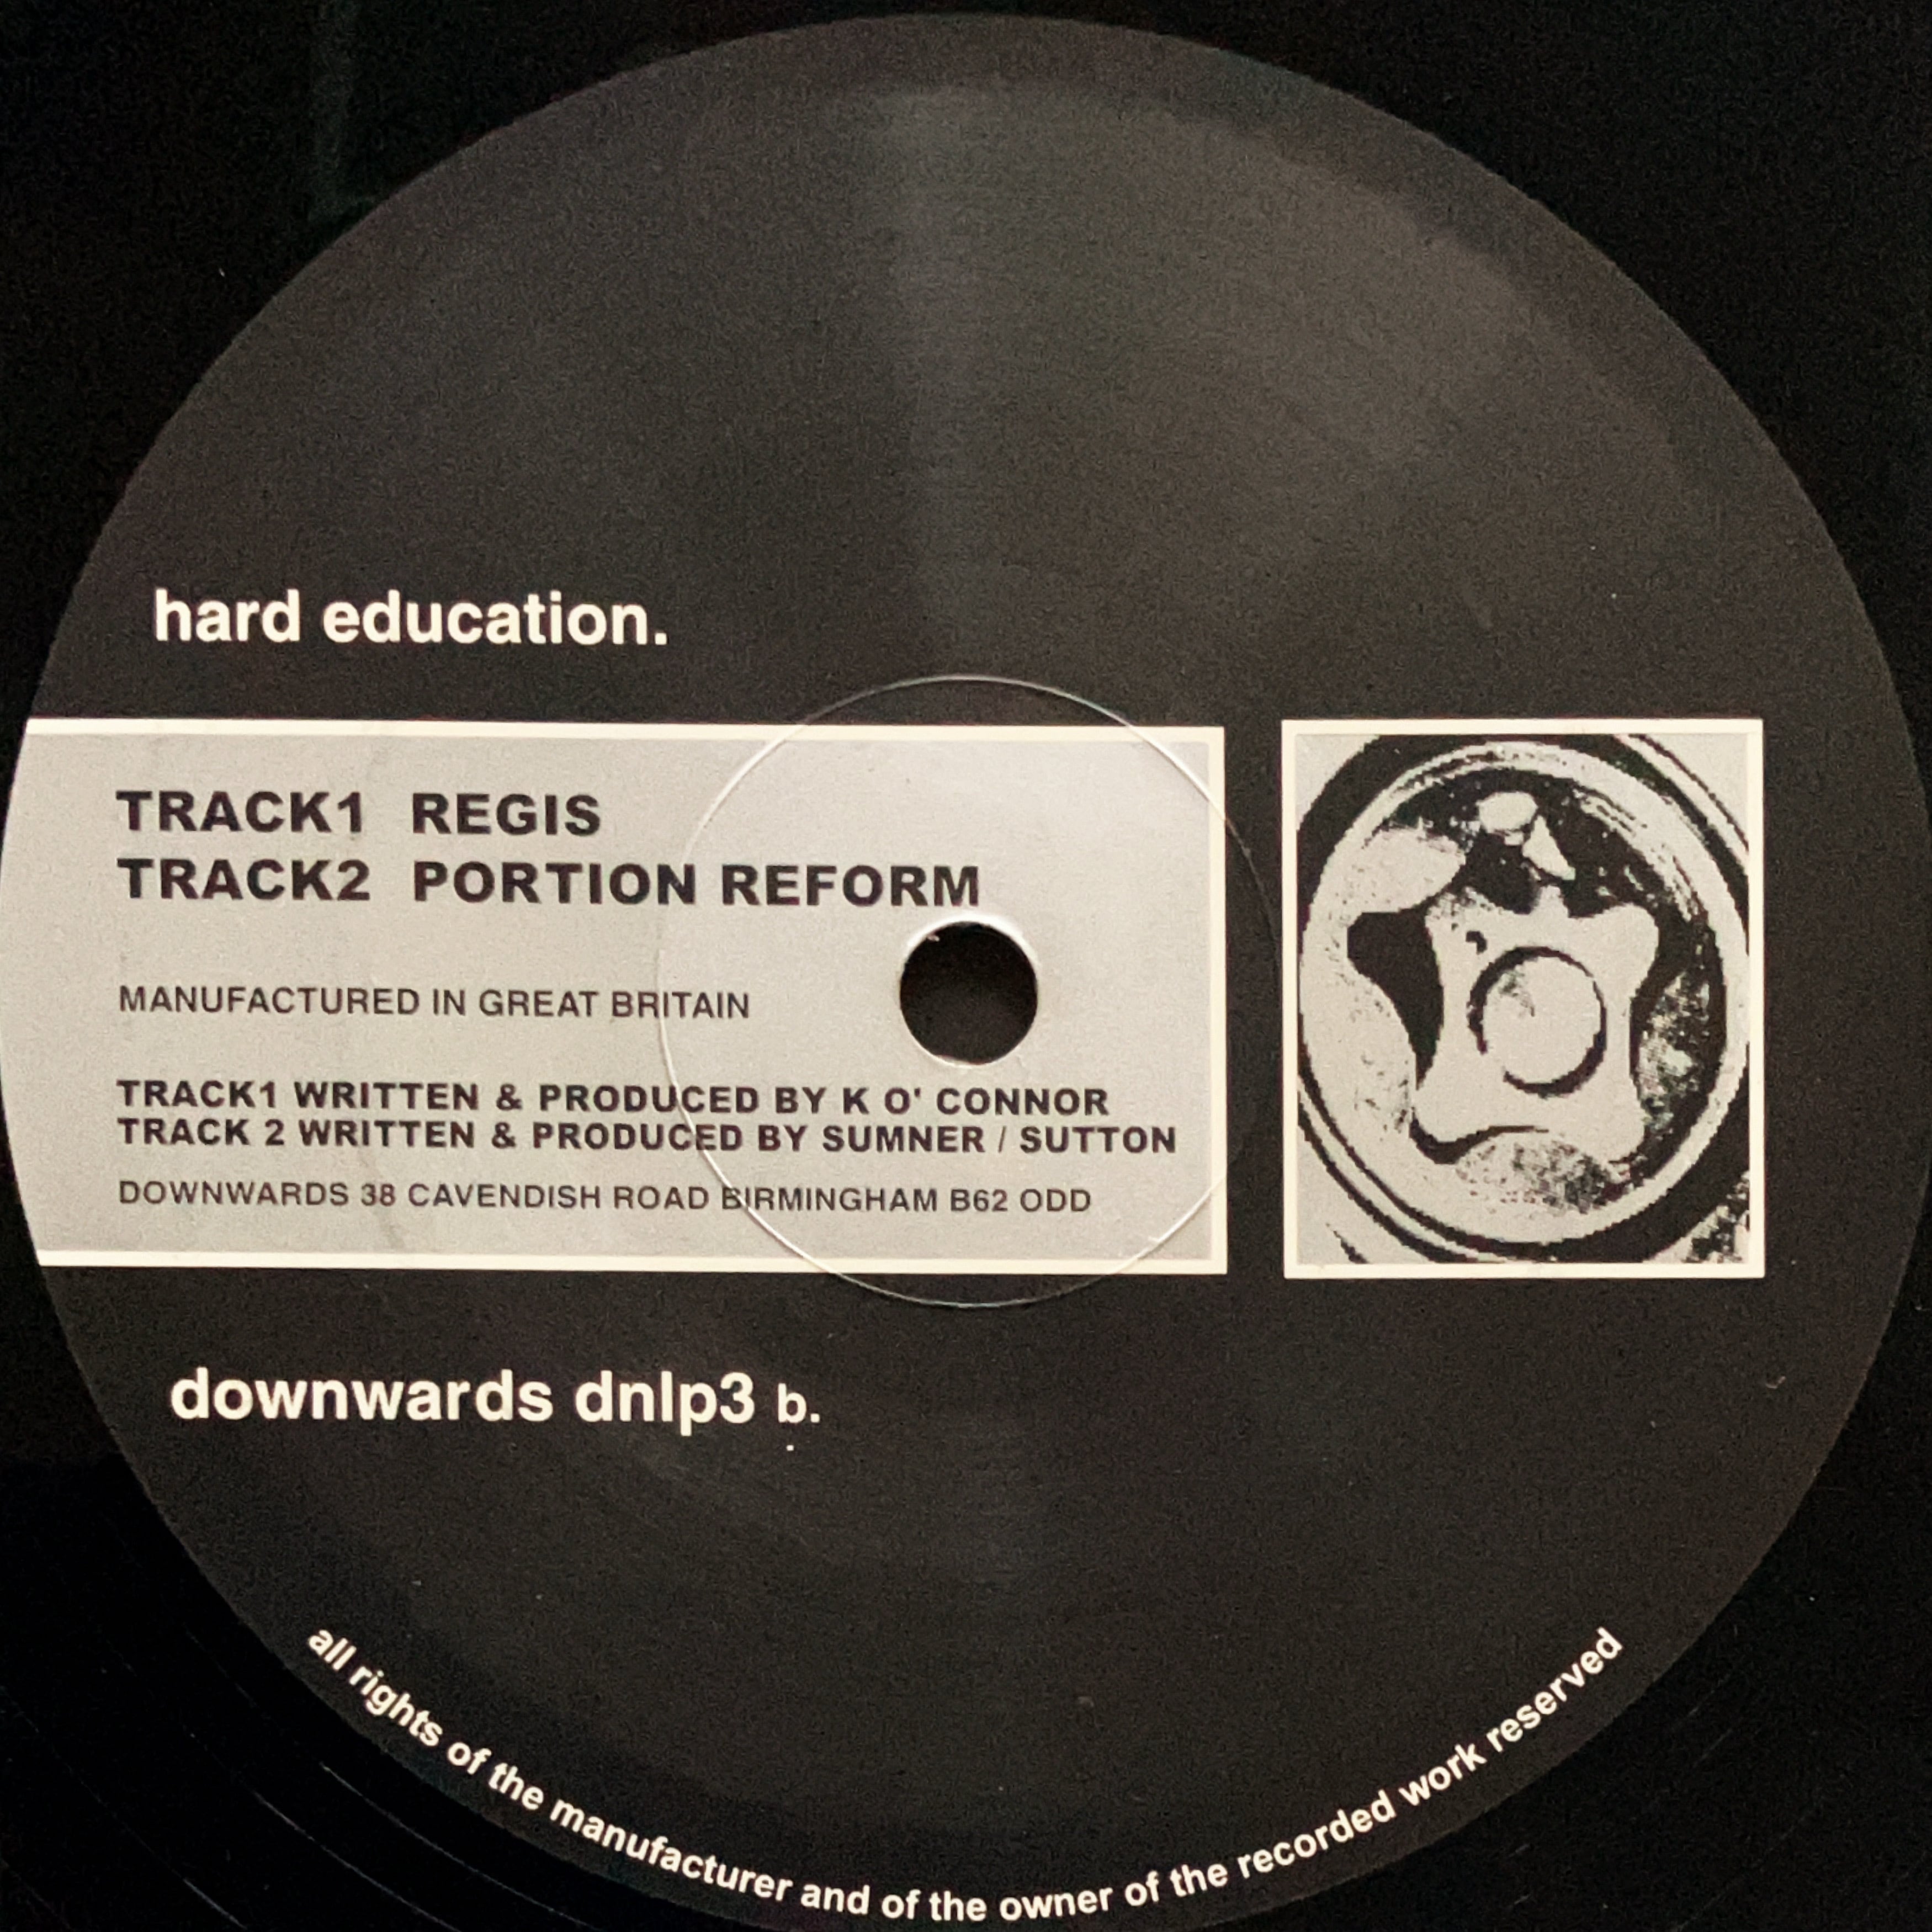 hard education.
TRACK1 REGIS
TRACK2 PORTION REFORM
MANUFACTURED IN GREAT BRITAIN
TRACK1 WRITTEN & PRODUCED BY K O' CONNOR
TRACK 2 WRITTEN & PRODUCED BY SUMNER / SUTTON
DOWNWARDS 38 CAVENDISH ROAD BIRMINGHAM B62 ODD
downwards dnlp3 b.
all rights of the manufacturer and of the owner of the recorded work reserved